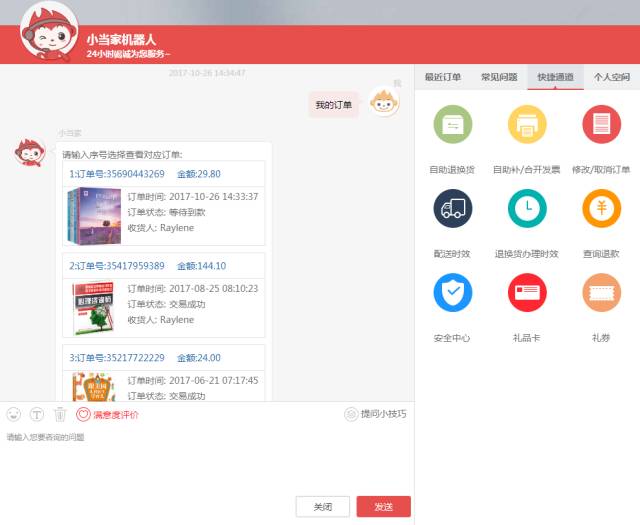 小当家机器人
24小时竭诚为您服务~
2017-10-26 14:34:47
我
我的订单
小当家
请输入序号选择查看对应订单:
1:订单号:35690443269 金额:29.80
订单时间: 2017-10-26 14:33:37
订单状态: 等待到款
收货人: Raylene
2:订单号:35417959389 金额:144.10
心理咨询师
订单时间: 2017-08-25 08:10:23
订单状态: 交易成功
收货人: Raylene
3:订单号:35217722229 金额:24.00
订单时间: 2017-06-21 07:17:45
订单状态: 交易成功
满意度评价
提问小技巧
请输入您要咨询的问题
关闭
发送
最近订单 常见问题 快捷通道 个人空间
自助退换货 自助补/合开发票 修改/取消订单
配送时效 退换货办理时效 查询退款
安全中心 礼品卡 礼券